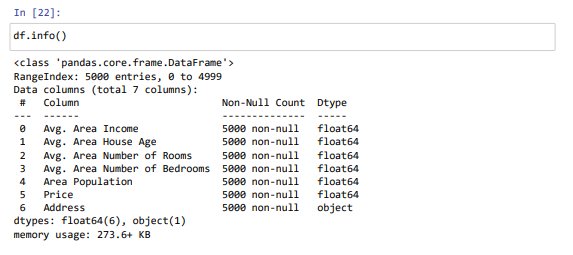 In [22]:
df.info()
<class 'pandas.core.frame.DataFrame'>
RangeIndex: 5000 entries, 0 to 4999
Data columns (total 7 columns):
 #   Column                        Non-Null Count  Dtype
---  ------                        --------------  -----
 0   Avg. Area Income              5000 non-null   float64
 1   Avg. Area House Age           5000 non-null   float64
 2   Avg. Area Number of Rooms     5000 non-null   float64
 3   Avg. Area Number of Bedrooms  5000 non-null   float64
 4   Area Population               5000 non-null   float64
 5   Price                         5000 non-null   float64
 6   Address                       5000 non-null   object
dtypes: float64(6), object(1)
memory usage: 273.6+ KB